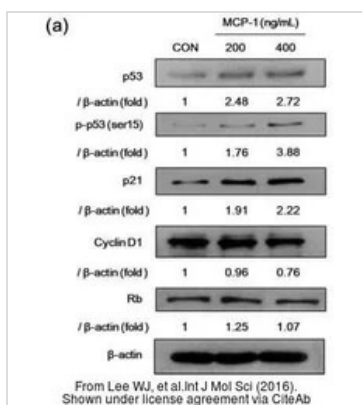 (a)
MCP-1(ng/mL)
CON 200 400
p53
/ β-actin (fold) 1 2.48 2.72
p-p53 (ser15)
/ β-actin (fold) 1 1.76 3.88
p21
/ β-actin (fold) 1 1.91 2.22
Cyclin D1
/ β-actin (fold) 1 0.96 0.76
Rb
/ β-actin (fold) 1 1.25 1.07
β-actin
From Lee WJ, et al.Int J Mol Sci (2016).
Shown under license agreement via CiteAb